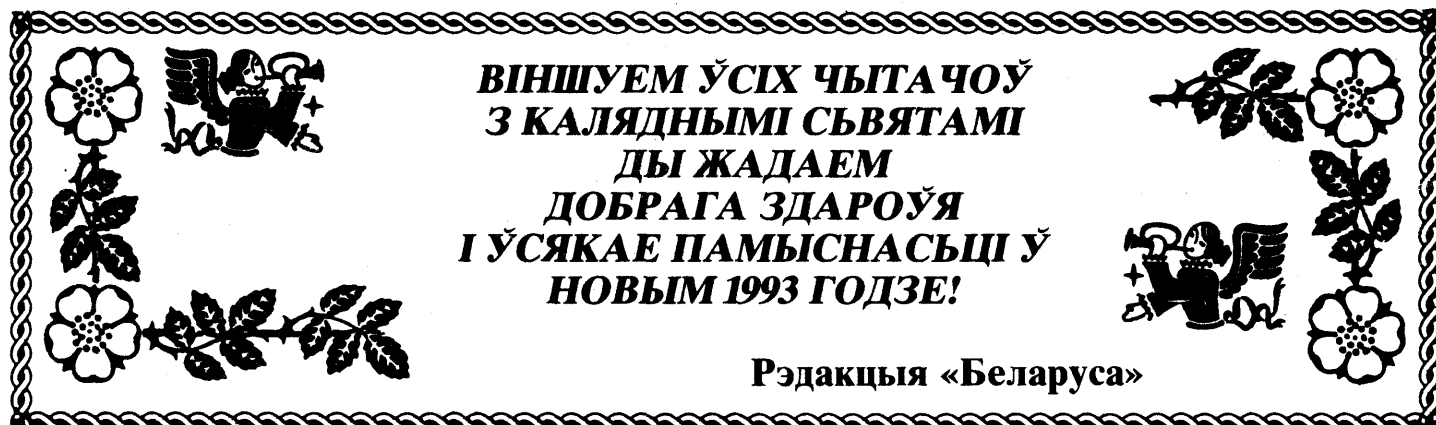 ВІНШУЕМ ЎСІХ ЧЫТАЧОЎ
З КАЛЯДНЫМІ СЬВЯТАМІ
ДЫ ЖАДАЕМ
ДОБРАГА ЗДАРОЎЯ
І ЎСЯКАЕ ПАМЫСНАСЬЦІ Ў
НОВЫМ 1993 ГОДЗЕ!
Рэдакцыя «Беларуса»